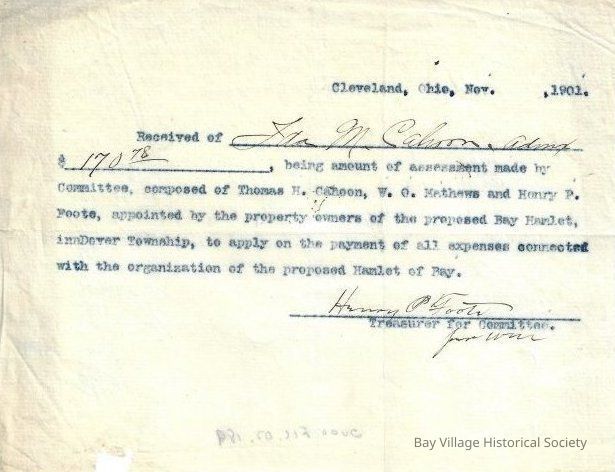 Cleveland, Ohio, Nov. ,1901.
Received of Ida M. Cahoon. Admx
$ 170 78 , being amount of assessment made by
Committee, composed of Thomas H. Cahoon, W. O. Mathews and Henry P.
Foote, appointed by the property owners of the proposed Bay Hamlet,
innDover Township, to apply on the payment of all expenses connected
with the organization of the proposed Hamlet of Bay.
Henry P. Foote
Treasurer for Committee.
Bay Village Historical Society